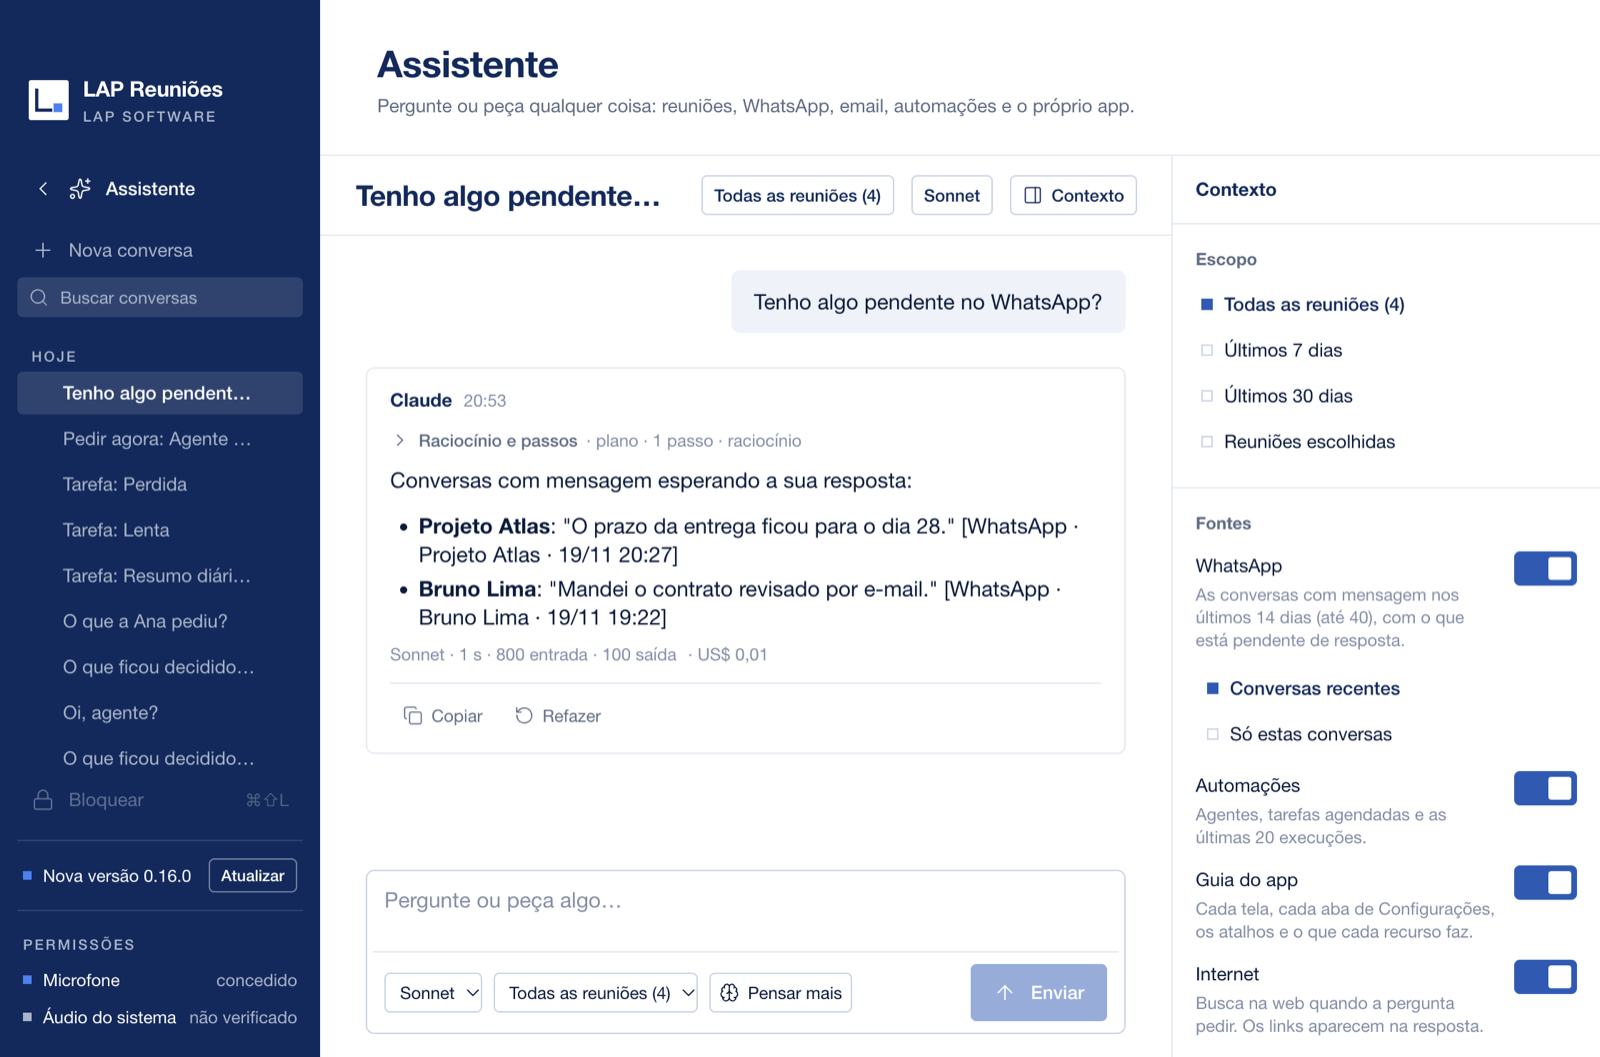 LAP Reuniões
LAP SOFTWARE
Assistente
Nova conversa
Buscar conversas
HOJE
Tenho algo pendent...
Pedir agora: Agente ...
Tarefa: Perdida
Tarefa: Lenta
Tarefa: Resumo diári...
O que a Ana pediu?
O que ficou decidido...
Oi, agente?
O que ficou decidido...
Bloquear ⌘⇧L
Nova versão 0.16.0 Atualizar
PERMISSÕES
Microfone concedido
Áudio do sistema não verificado
Assistente
Pergunte ou peça qualquer coisa: reuniões, WhatsApp, email, automações e o próprio app.
Tenho algo pendente... Todas as reuniões (4) Sonnet Contexto
Tenho algo pendente no WhatsApp?
Claude 20:53
Raciocínio e passos · plano · 1 passo · raciocínio
Conversas com mensagem esperando a sua resposta:
• Projeto Atlas: "O prazo da entrega ficou para o dia 28." [WhatsApp ·
Projeto Atlas · 19/11 20:27]
• Bruno Lima: "Mandei o contrato revisado por e-mail." [WhatsApp ·
Bruno Lima · 19/11 19:22]
Sonnet · 1 s · 800 entrada · 100 saída · US$ 0,01
Copiar Refazer
Pergunte ou peça algo...
Sonnet Todas as reuniões (4) Pensar mais Enviar
Contexto
Escopo
Todas as reuniões (4)
Últimos 7 dias
Últimos 30 dias
Reuniões escolhidas
Fontes
WhatsApp
As conversas com mensagem nos
últimos 14 dias (até 40), com o que
está pendente de resposta.
Conversas recentes
Só estas conversas
Automações
Agentes, tarefas agendadas e as
últimas 20 execuções.
Guia do app
Cada tela, cada aba de Configurações,
os atalhos e o que cada recurso faz.
Internet
Busca na web quando a pergunta
pedir. Os links aparecem na resposta.